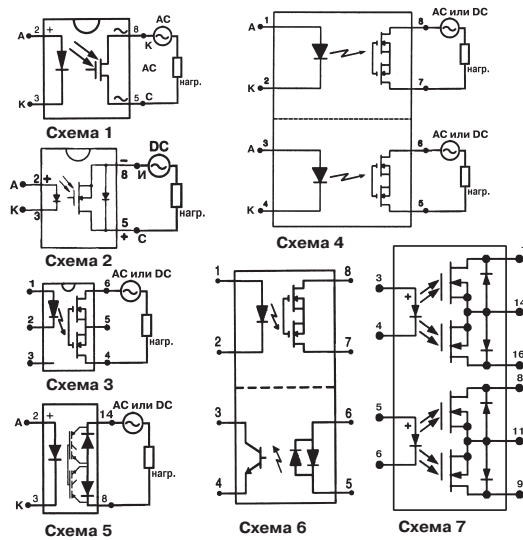 А 2 + 8 К AC
AC
нагр.
К 3 5 С
Схема 1
А 2 + − 8 И DC
К 3
нагр.
5 + С
Схема 2
1 6 AC или DC
2 5
нагр.
3 4
Схема 3
А 1 8 AC или DC
нагр.
К 2 7
А 3 6 AC или DC
нагр.
К 4 5
Схема 4
А 2 + 14 AC или DC
нагр.
К 3 8
Схема 5
1 8
2 7
3 6
4 5
Схема 6
3 +
4 14
16
8
5 +
6 11
9
Схема 7